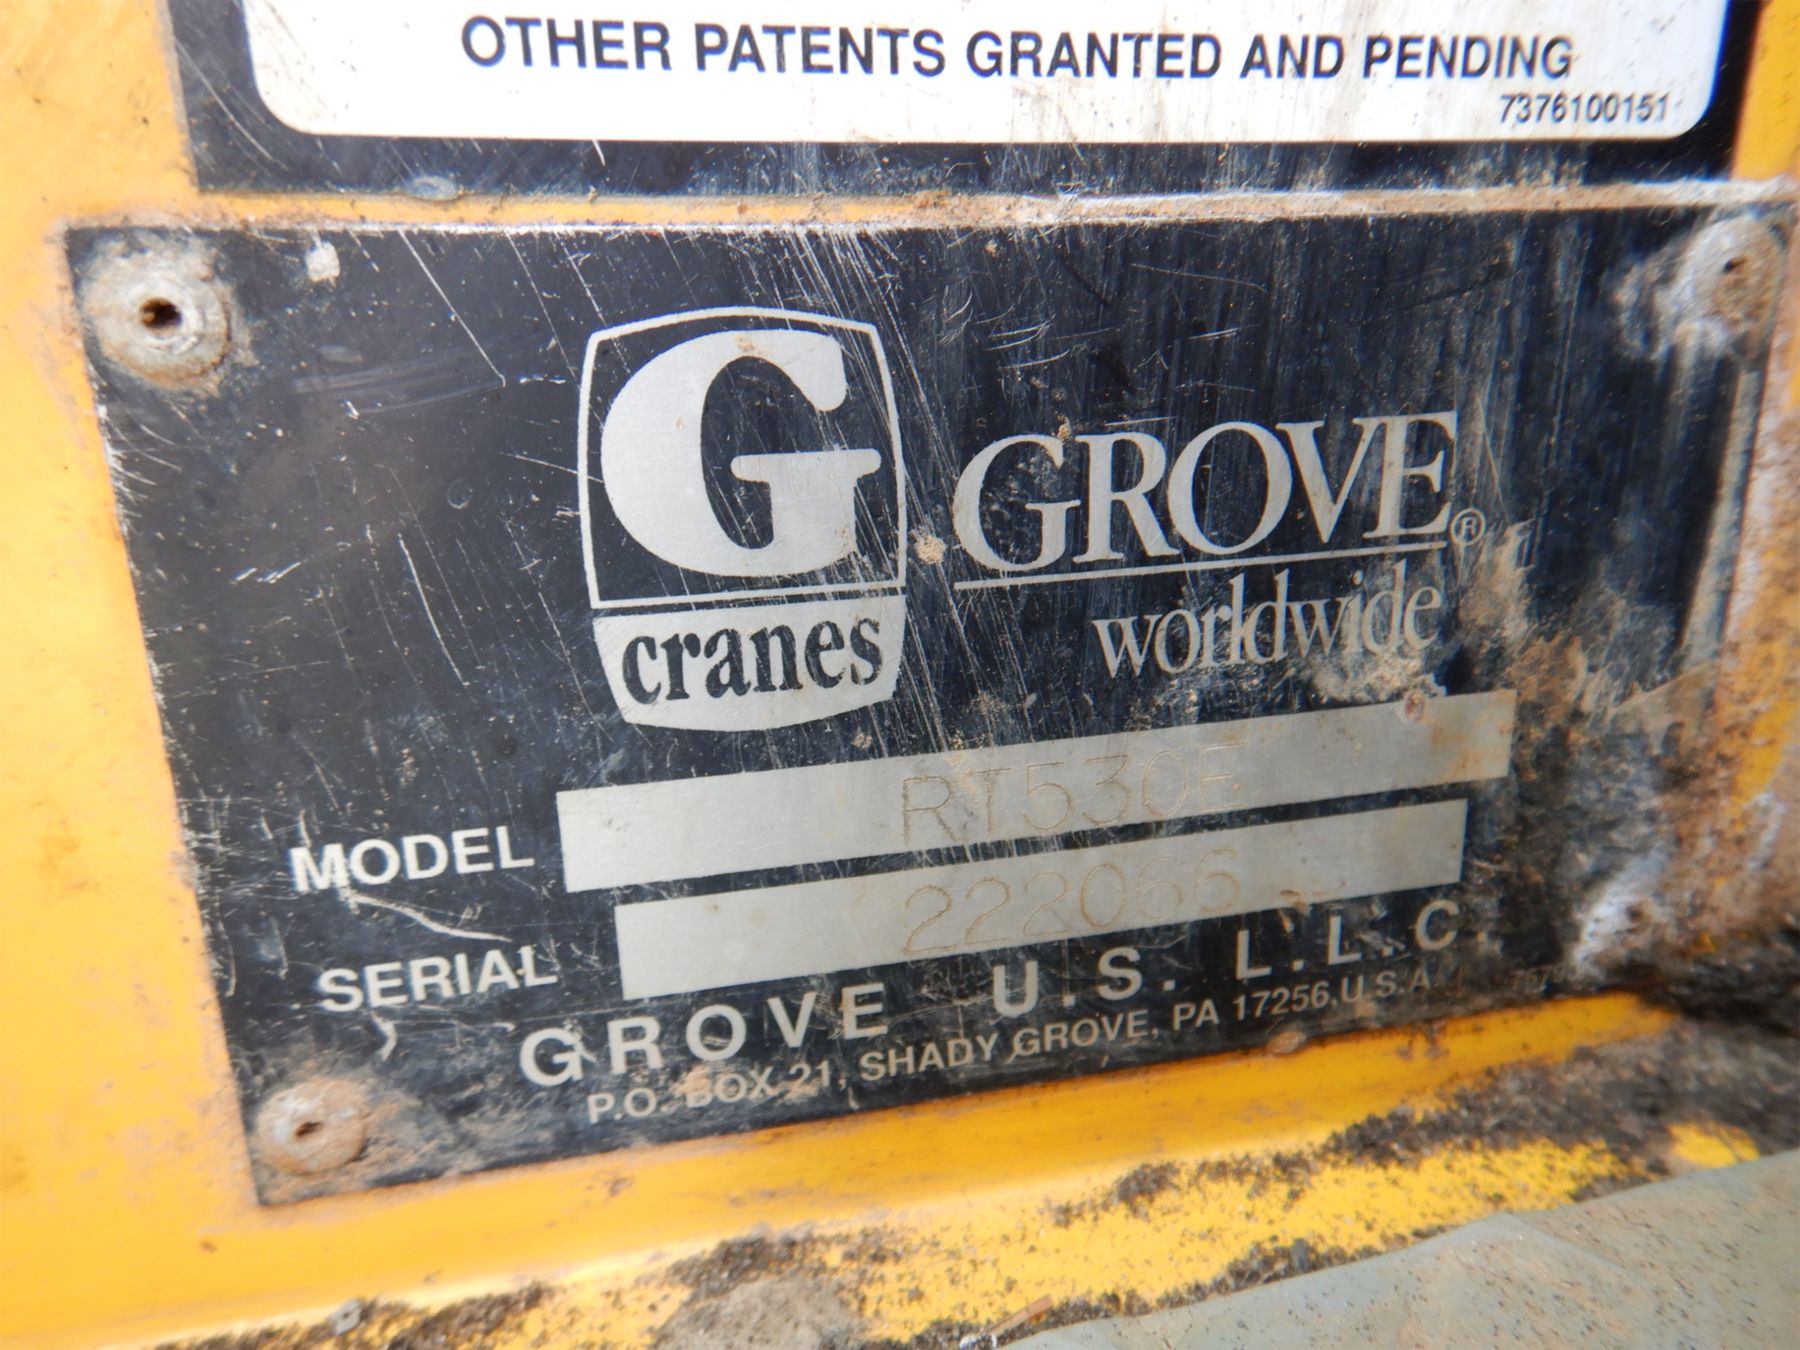 OTHER PATENTS GRANTED AND PENDING
7376100151
G
cranes
GROVE®
worldwide
MODEL RT530E
SERIAL 222066
GROVE U.S. L.L.C.
P.O. BOX 21, SHADY GROVE, PA 17256, U.S.A.